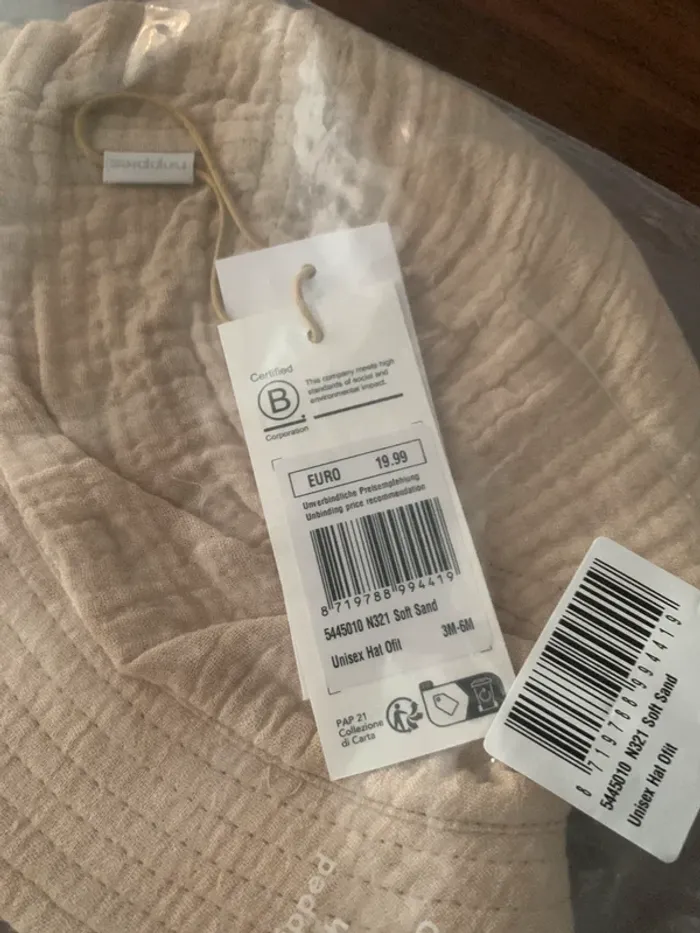 noppies
Certified
B
Corporation
This company meets high
standards of social and
environmental impact.
EURO 19.99
Unverbindliche Preisempfehlung
Unbinding price recommendation
8 719788 994419
5445010 N321 Soft Sand
Unisex Hat Ofit 3M-6M
PAP 21
Collezione
di Carta
8 719788 994419
5445010 N321 Soft Sand
Unisex Hat Ofit
pped